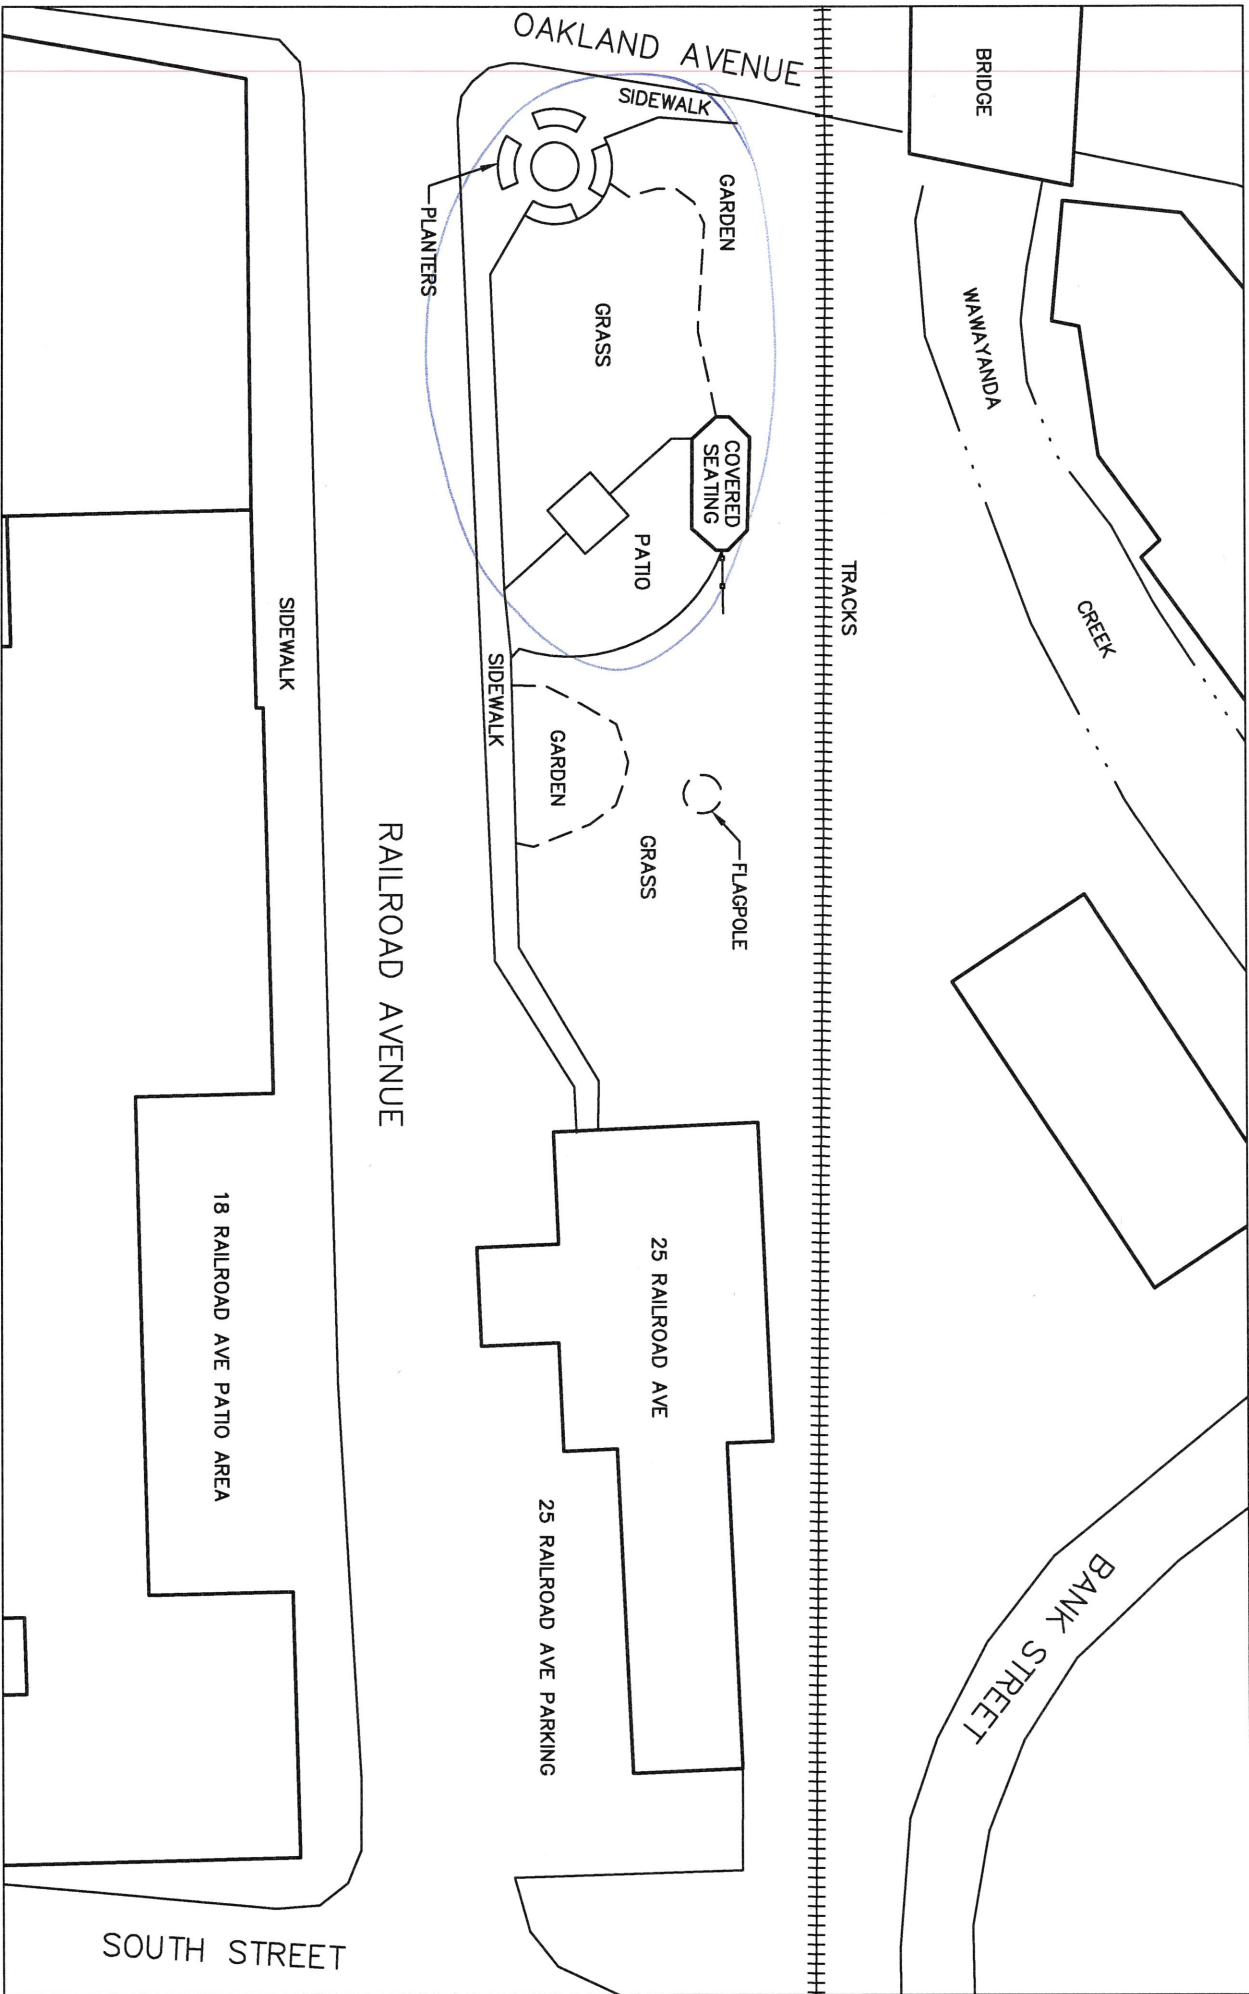 OAKLAND AVENUE
BRIDGE
SIDEWALK
GARDEN
PLANTERS
GRASS
WAWAYANDA
CREEK
COVERED
SEATING
PATIO
TRACKS
SIDEWALK
SIDEWALK
GARDEN
GRASS
FLAGPOLE
RAILROAD AVENUE
25 RAILROAD AVE
18 RAILROAD AVE PATIO AREA
25 RAILROAD AVE PARKING
BANK STREET
SOUTH STREET